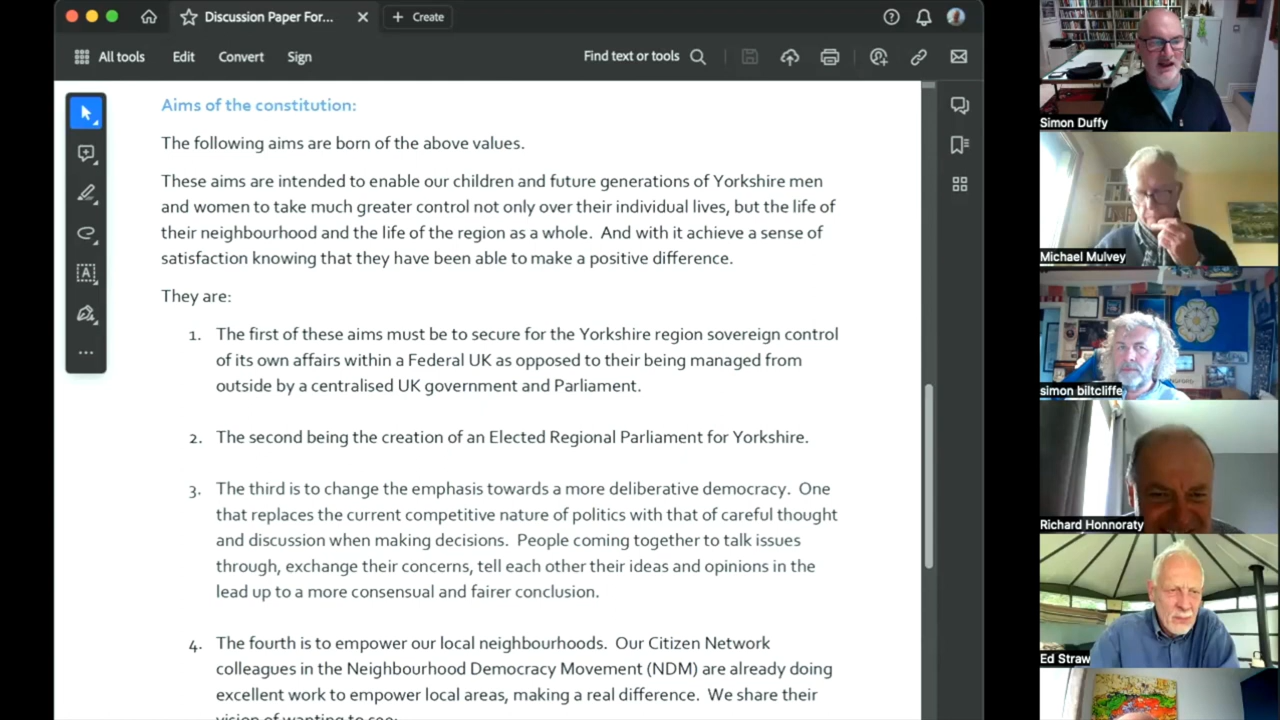 Discussion Paper For...
Create
All tools
Edit
Convert
Sign
Find text or tools
Aims of the constitution:
The following aims are born of the above values.
These aims are intended to enable our children and future generations of Yorkshire men
and women to take much greater control not only over their individual lives, but the life of
their neighbourhood and the life of the region as a whole.  And with it achieve a sense of
satisfaction knowing that they have been able to make a positive difference.
They are:
1. The first of these aims must be to secure for the Yorkshire region sovereign control
of its own affairs within a Federal UK as opposed to their being managed from
outside by a centralised UK government and Parliament.
2. The second being the creation of an Elected Regional Parliament for Yorkshire.
3. The third is to change the emphasis towards a more deliberative democracy.  One
that replaces the current competitive nature of politics with that of careful thought
and discussion when making decisions.  People coming together to talk issues
through, exchange their concerns, tell each other their ideas and opinions in the
lead up to a more consensual and fairer conclusion.
4. The fourth is to empower our local neighbourhoods.  Our Citizen Network
colleagues in the Neighbourhood Democracy Movement (NDM) are already doing
excellent work to empower local areas, making a real difference.  We share their
vision of wanting to see:
Simon Duffy
Michael Mulvey
simon biltcliffe
Richard Honnoraty
Ed Straw